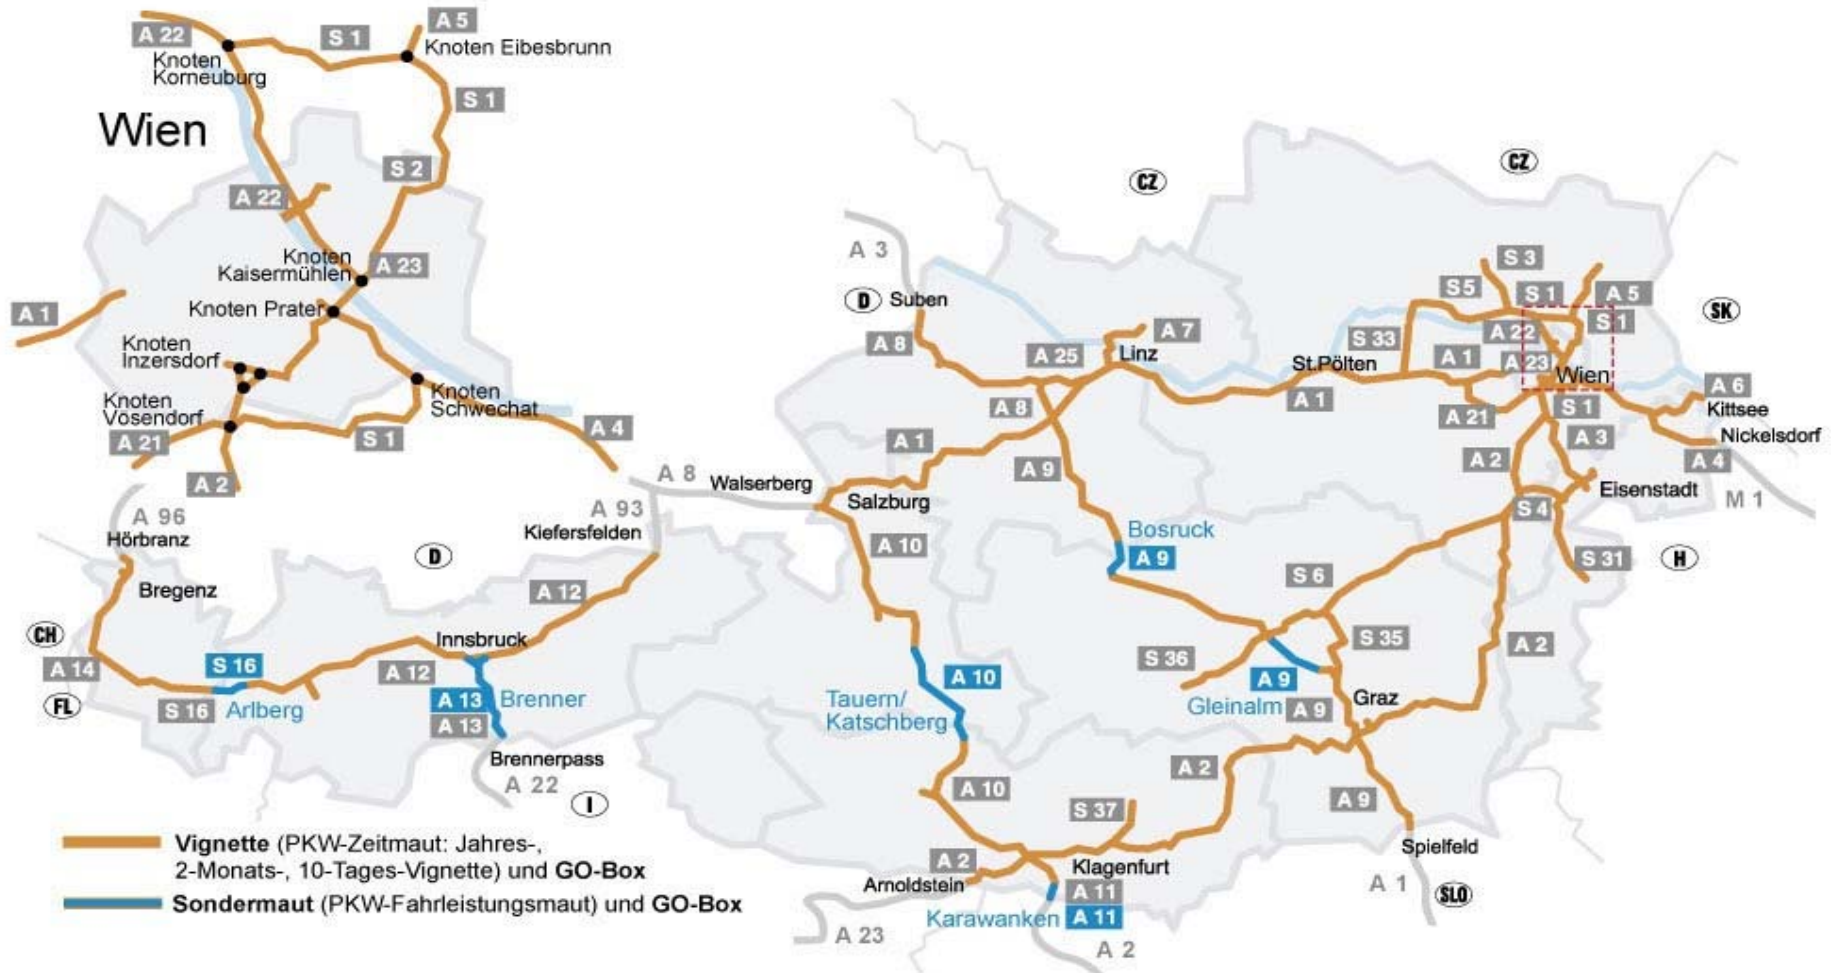 A 22
S 1
A 5
Knoten Eibesbrunn
Knoten
Korneuburg
S 1
Wien
S 2
A 22
Knoten
Kaisermühlen
A 23
A 1
Knoten Prater
Knoten
Inzersdorf
Knoten
Vösendorf
Knoten
Schwechat
A 21
S 1
A 4
A 2
CZ
CZ
A 3
D
Suben
A 8
A 25
A 7
Linz
St.Pölten
S 33
S 5
S 3
S 1
A 5
S 1
SK
A 22
A 1
A 23
Wien
A 6
Kittsee
A 8
A 1
A 21
S 1
Nickelsdorf
A 1
A 9
A 2
A 3
A 4
Eisenstadt
M 1
A 8
Walserberg
Salzburg
A 93
Kiefersfelden
A 96
Hörbranz
D
A 10
Bosruck
A 9
S 4
S 31
H
Bregenz
A 12
S 6
CH
A 14
FL
S 16
S 16
Arlberg
Innsbruck
A 12
A 13
A 13
Brenner
Brennerpass
A 22
I
Tauern/
Katschberg
A 10
S 36
S 35
A 9
Gleinalm
A 9
Graz
A 2
A 10
S 37
A 2
A 9
Spielfeld
A 1
SLO
A 2
Arnoldstein
Klagenfurt
A 11
Karawanken
A 11
A 23
A 2
Vignette (PKW-Zeitmaut: Jahres-,
2-Monats-, 10-Tages-Vignette) und GO-Box
Sondermaut (PKW-Fahrleistungsmaut) und GO-Box